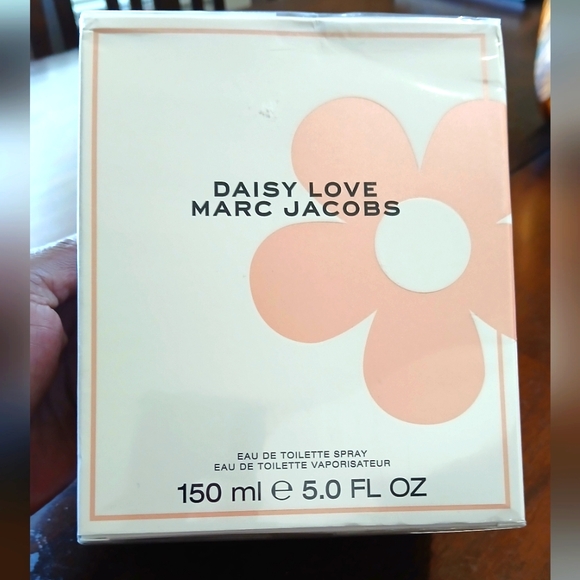 DAISY LOVE
MARC JACOBS
EAU DE TOILETTE SPRAY
EAU DE TOILETTE VAPORISATEUR
150 ml ℮ 5.0 FL OZ